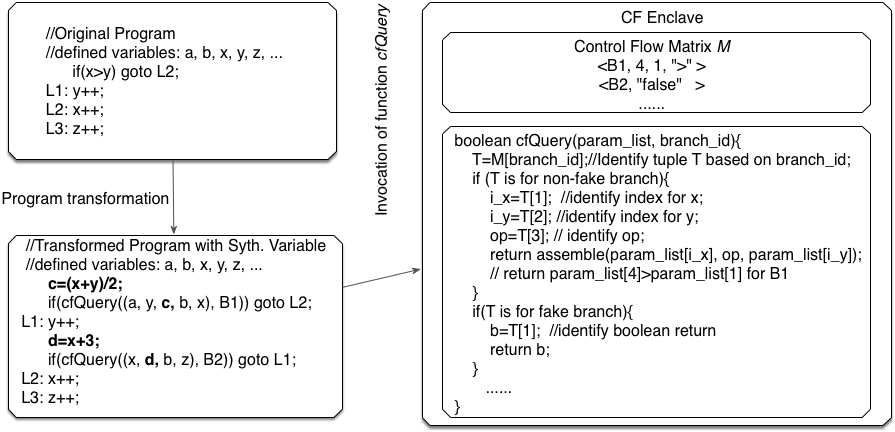 //Original Program
//defined variables: a, b, x, y, z, ...
if(x>y) goto L2;
L1: y++;
L2: x++;
L3: z++;
Program transformation
//Transformed Program with Syth. Variable
//defined variables: a, b, x, y, z, ...
c=(x+y)/2;
if(cfQuery((a, y, c, b, x), B1)) goto L2;
L1: y++;
d=x+3;
if(cfQuery((x, d, b, z), B2)) goto L1;
L2: x++;
L3: z++;
Invocation of function cfQuery
CF Enclave
Control Flow Matrix M
<B1, 4, 1, ">" >
<B2, "false" >
......
boolean cfQuery(param_list, branch_id){
T=M[branch_id];//Identify tuple T based on branch_id;
if (T is for non-fake branch){
i_x=T[1]; //identify index for x;
i_y=T[2]; //identify index for y;
op=T[3]; // identify op;
return assemble(param_list[i_x], op, param_list[i_y]);
// return param_list[4]>param_list[1] for B1
}
if(T is for fake branch){
b=T[1]; //identify boolean return
return b;
}
......
}